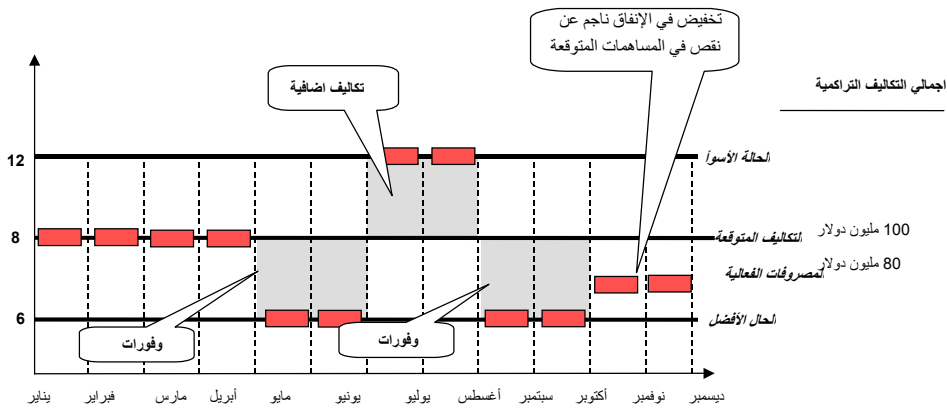 تخفيض في الإنفاق ناجم عن
نقص في المساهمات المتوقعة
تكاليف اضافية
اجمالي التكاليف التراكمية
12
الحالة الأسوأ
8
التكاليف المتوقعة
100 مليون دولار
المصروفات الفعالية
80 مليون دولار
6
الحال الأفضل
وفورات
وفورات
يناير
فبراير
مارس
أبريل
مايو
يونيو
يوليو
أغسطس
سبتمبر
أكتوبر
نوفمبر
ديسمبر